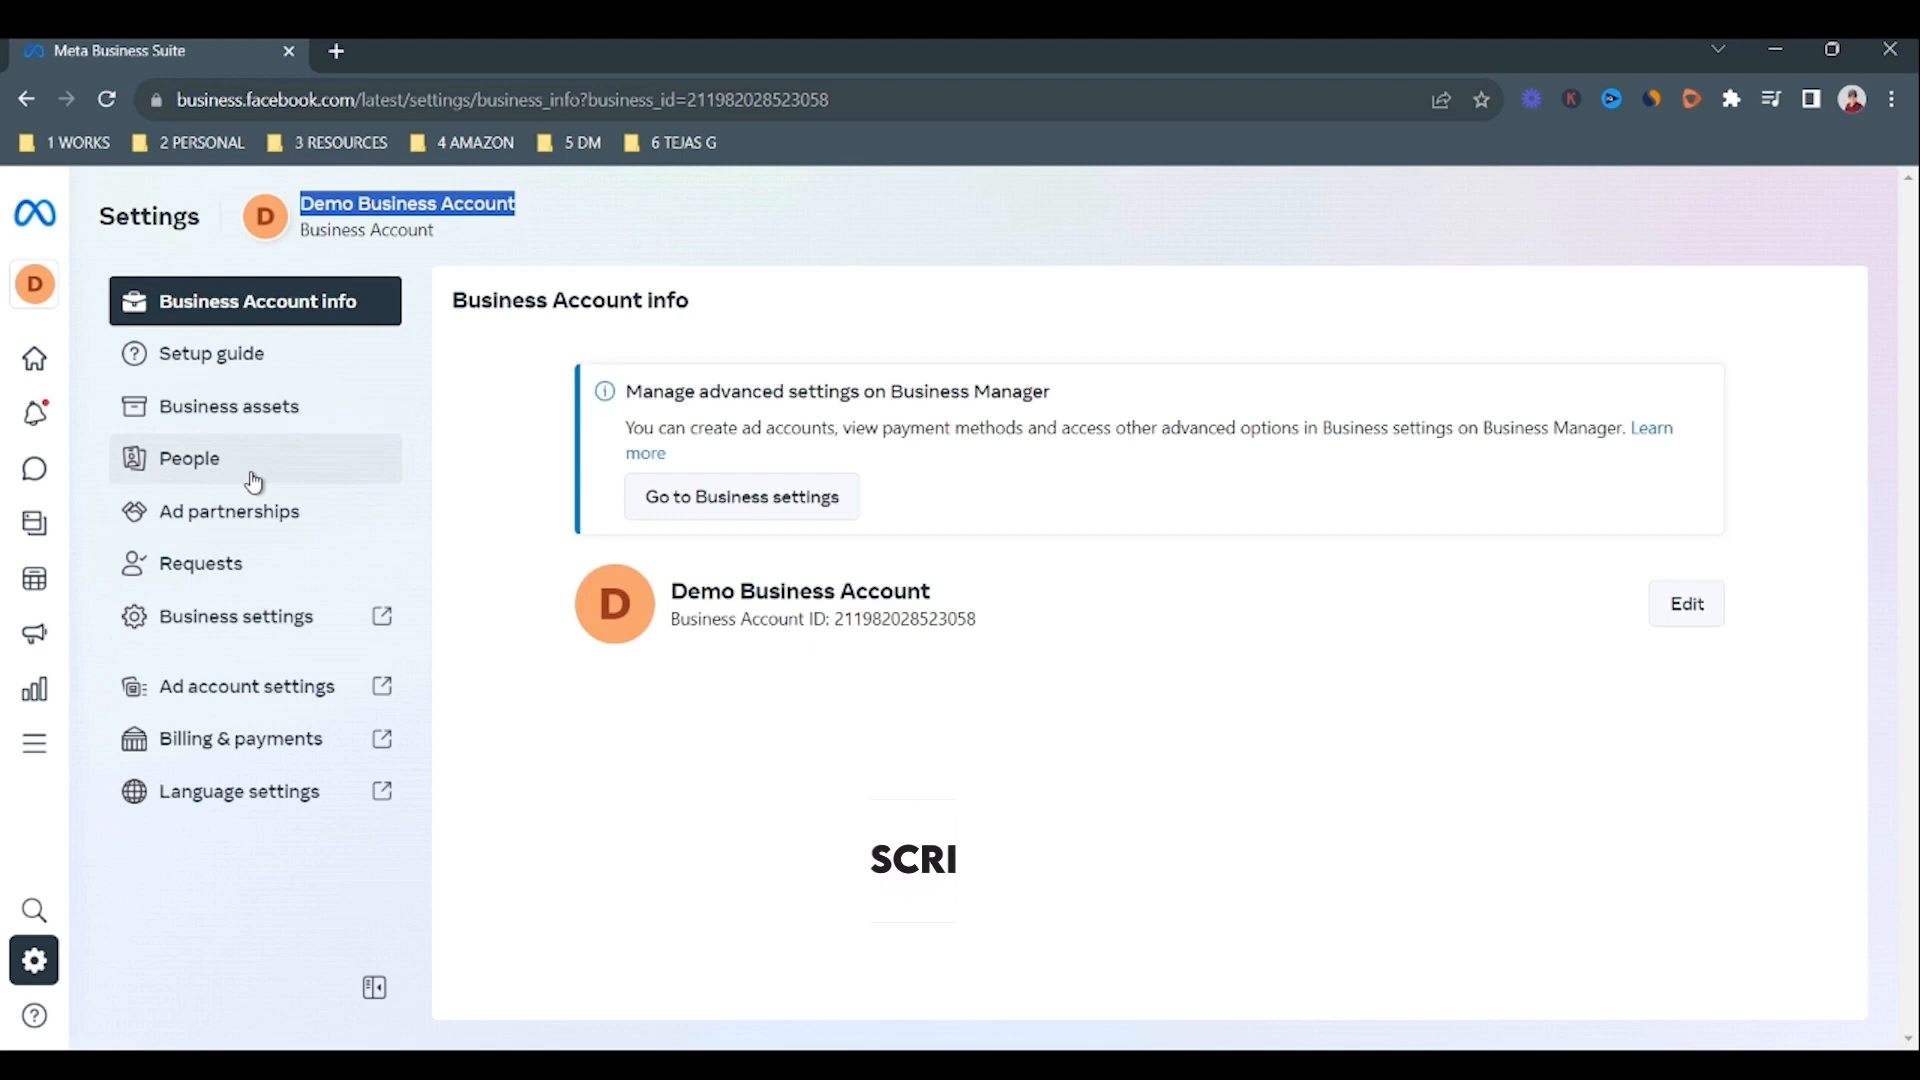 Meta Business Suite
business.facebook.com/latest/settings/business_info?business_id=211982028523058
1 WORKS
2 PERSONAL
3 RESOURCES
4 AMAZON
5 DM
6 TEJAS G
Settings
D
Demo Business Account
Business Account
D
Business Account info
Setup guide
Business assets
People
Ad partnerships
Requests
Business settings
Ad account settings
Billing & payments
Language settings
Business Account info
Manage advanced settings on Business Manager
You can create ad accounts, view payment methods and access other advanced options in Business settings on Business Manager. Learn
more
Go to Business settings
D
Demo Business Account
Business Account ID: 211982028523058
Edit
SCRI